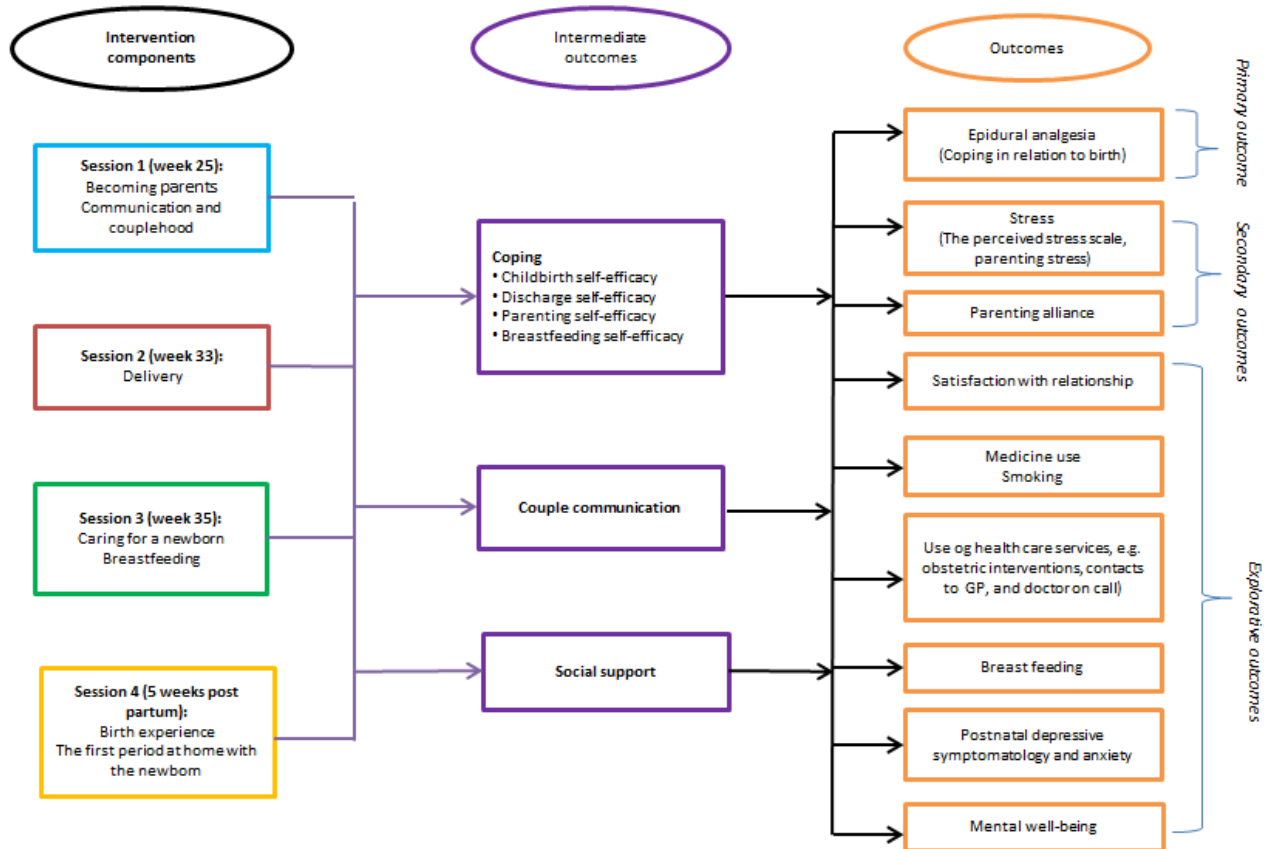 Intervention
components
Intermediate
outcomes
Outcomes
Session 1 (week 25):
Becoming parents
Communication and
couplehood
Session 2 (week 33):
Delivery
Session 3 (week 35):
Caring for a newborn
Breastfeeding
Session 4 (5 weeks post
partum):
Birth experience
The first period at home with
the newborn
Coping
• Childbirth self-efficacy
• Discharge self-efficacy
• Parenting self-efficacy
• Breastfeeding self-efficacy
Couple communication
Social support
Epidural analgesia
(Coping in relation to birth)
Stress
(The perceived stress scale,
parenting stress)
Parenting alliance
Satisfaction with relationship
Medicine use
Smoking
Use og health care services, e.g.
obstetric interventions, contacts
to GP, and doctor on call)
Breast feeding
Postnatal depressive
symptomatology and anxiety
Mental well-being
Primary outcome
Secondary outcomes
Explorative outcomes